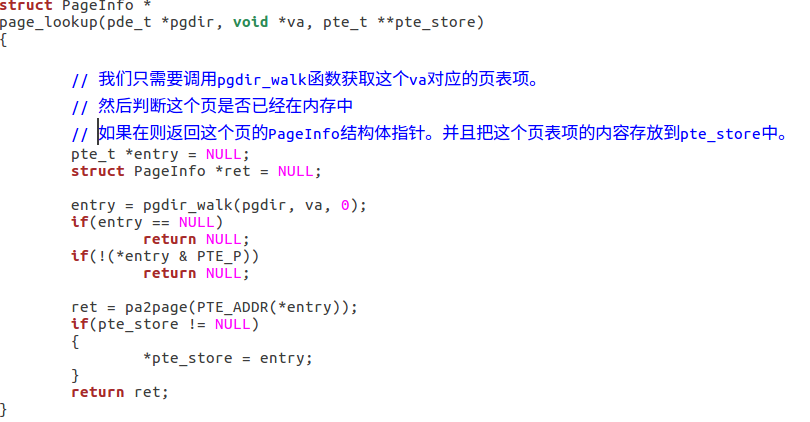 struct PageInfo *
page_lookup(pde_t *pgdir, void *va, pte_t **pte_store)
{
// 我们只需要调用pgdir_walk函数获取这个va对应的页表项。
// 然后判断这个页是否已经在内存中
// 如果在则返回这个页的PageInfo结构体指针。并且把这个页表项的内容存放到pte_store中。
pte_t *entry = NULL;
struct PageInfo *ret = NULL;
entry = pgdir_walk(pgdir, va, 0);
if(entry == NULL)
return NULL;
if(!(*entry & PTE_P))
return NULL;
ret = pa2page(PTE_ADDR(*entry));
if(pte_store != NULL)
{
*pte_store = entry;
}
return ret;
}